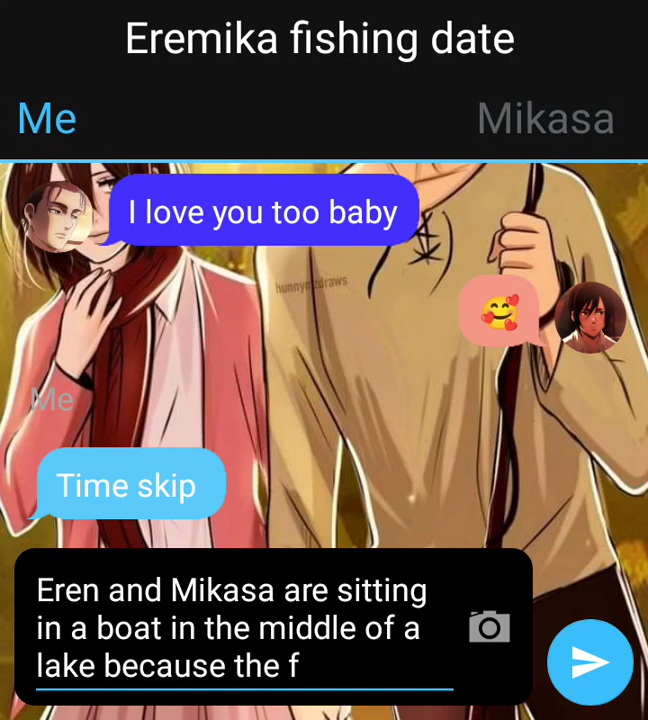 Eremika fishing date
Me
Mikasa
I love you too baby
Me
Time skip
Eren and Mikasa are sitting
in a boat in the middle of a
lake because the f